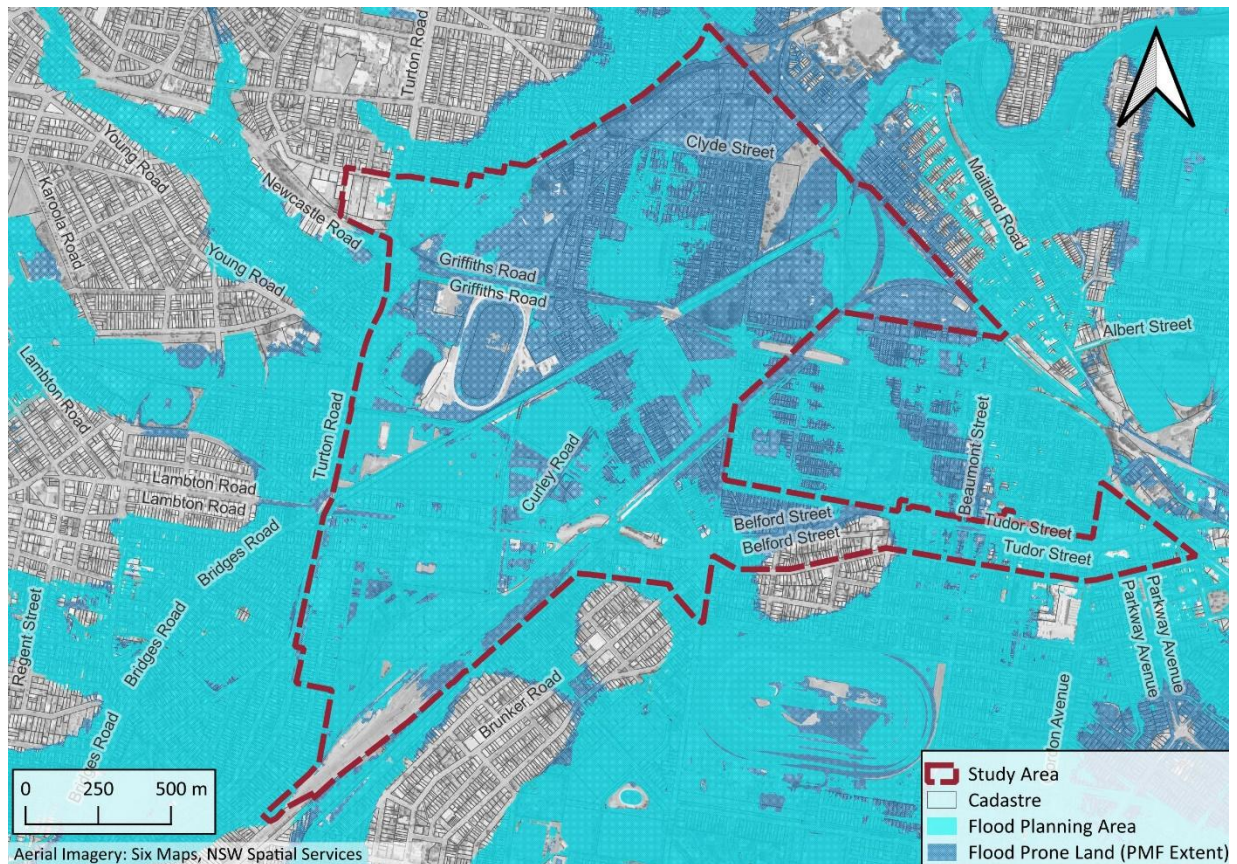 Turton Road
Young Road
Karoola Road
Newcastle Road
Clyde Street
Maitland Road
Young Road
Griffiths Road
Griffiths Road
Albert Street
Lambton Road
Turton Road
Lambton Road
Lambton Road
Curley Road
Beaumont Street
Belford Street
Belford Street
Tudor Street
Tudor Street
Bridges Road
Bridges Road
Regent Street
Parkway Avenue
Parkway Avenue
Brunker Road
Bridges Road
Avenue
0 250 500 m
Study Area
Cadastre
Flood Planning Area
Flood Prone Land (PMF Extent)
Aerial Imagery: Six Maps, NSW Spatial Services